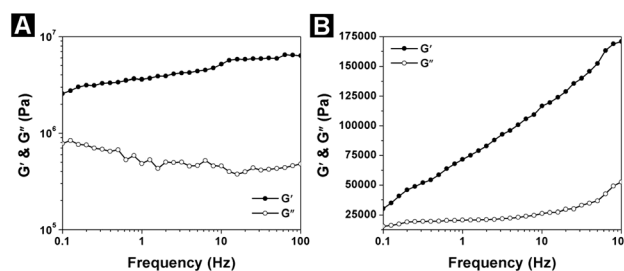 A
B
10⁷
10⁶
10⁵
G′ & G″ (Pa)
G′
G″
0.1
1
10
100
Frequency (Hz)
175000
150000
125000
100000
75000
50000
25000
G′ & G″ (Pa)
G′
G″
0.1
1
10
100
Frequency (Hz)